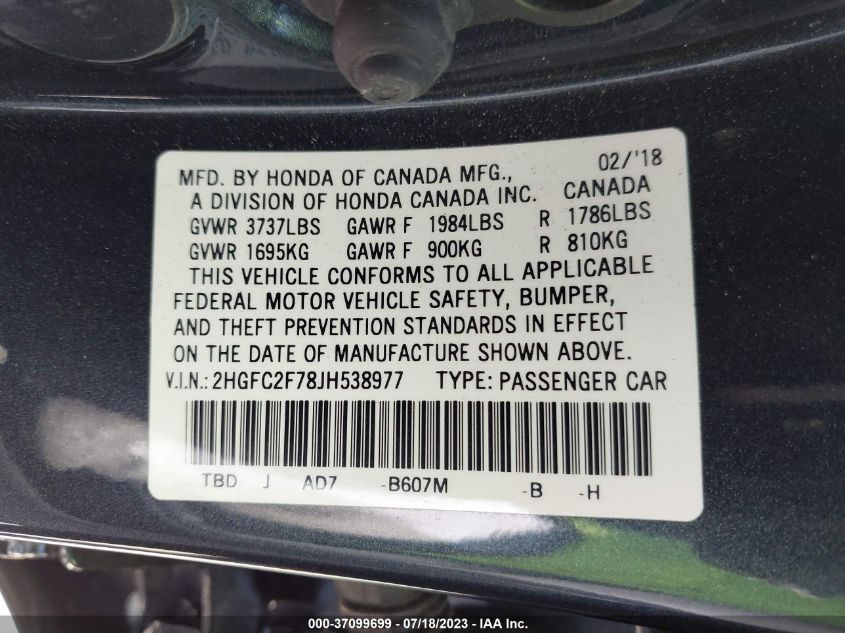 MFD. BY HONDA OF CANADA MFG., 02/'18
A DIVISION OF HONDA CANADA INC. CANADA
GVWR 3737LBS GAWR F 1984LBS R 1786LBS
GVWR 1695KG GAWR F 900KG R 810KG
THIS VEHICLE CONFORMS TO ALL APPLICABLE
FEDERAL MOTOR VEHICLE SAFETY, BUMPER,
AND THEFT PREVENTION STANDARDS IN EFFECT
ON THE DATE OF MANUFACTURE SHOWN ABOVE.
V.I.N.: 2HGFC2F78JH538977 TYPE: PASSENGER CAR
TBD J AD7 -B607M -B -H
000-37099699 - 07/18/2023 - IAA Inc.